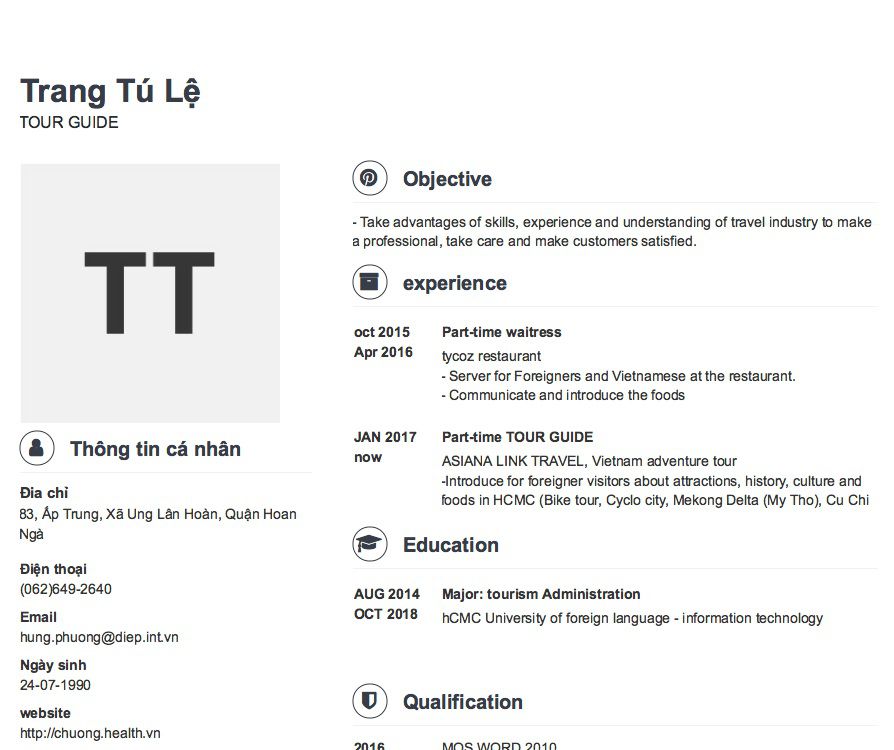 Trang Tú Lệ
TOUR GUIDE
TT
Thông tin cá nhân
Đia chỉ
83, Ấp Trung, Xã Ung Lân Hoàn, Quận Hoan
Ngà
Điện thoại
(062)649-2640
Email
hung.phuong@diep.int.vn
Ngày sinh
24-07-1990
website
http://chuong.health.vn
Objective
- Take advantages of skills, experience and understanding of travel industry to make
a professional, take care and make customers satisfied.
experience
oct 2015
Apr 2016
Part-time waitress
tycoz restaurant
- Server for Foreigners and Vietnamese at the restaurant.
- Communicate and introduce the foods
JAN 2017
now
Part-time TOUR GUIDE
ASIANA LINK TRAVEL, Vietnam adventure tour
-Introduce for foreigner visitors about attractions, history, culture and
foods in HCMC (Bike tour, Cyclo city, Mekong Delta (My Tho), Cu Chi
Education
AUG 2014
OCT 2018
Major: tourism Administration
hCMC University of foreign language - information technology
Qualification
2016
MOS WORD 2010